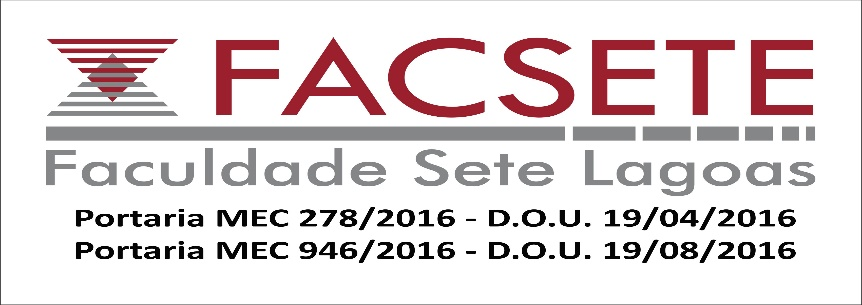 FACSETE
Faculdade Sete Lagoas
Portaria MEC 278/2016 - D.O.U. 19/04/2016
Portaria MEC 946/2016 - D.O.U. 19/08/2016